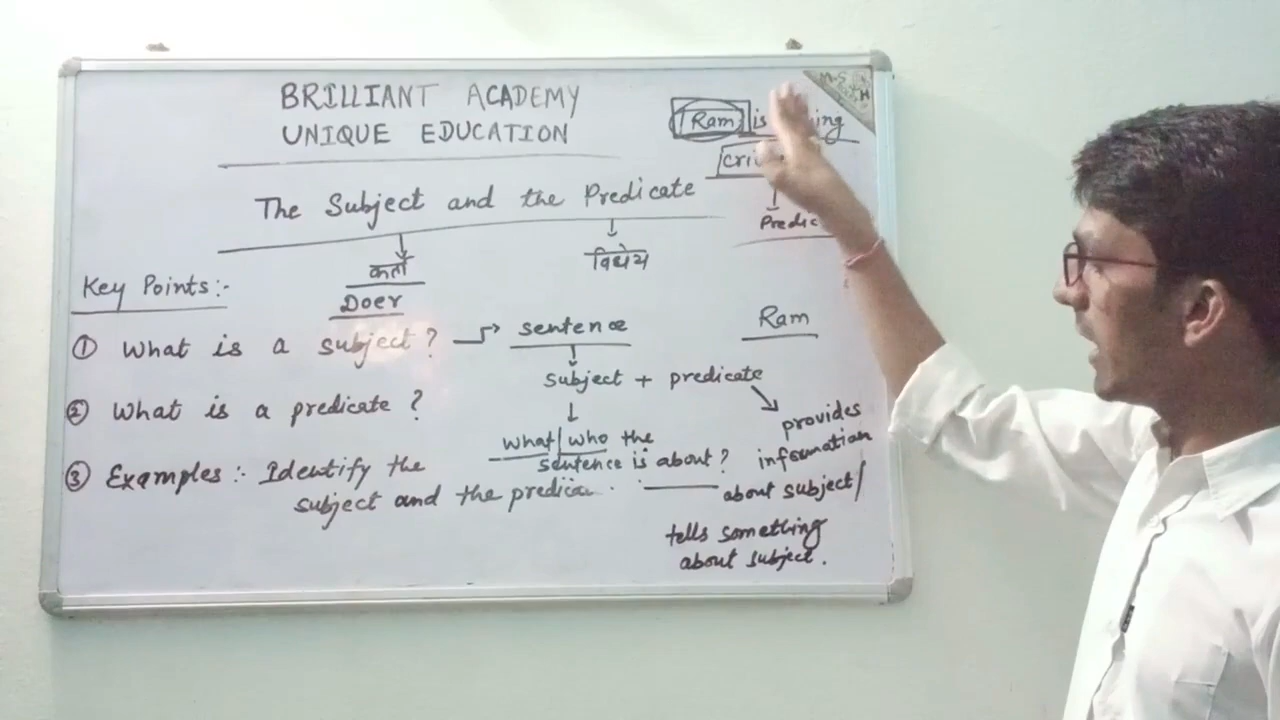 BRILLIANT ACADEMY
UNIQUE EDUCATION
Ram is
The Subject and the Predicate
कर्ता
Doer
विधेय
Key Points:-
① What is a subject?
sentence
Ram
subject + predicate
② What is a predicate?
what/who the
sentence is about?
provides
information
about subject/
tells something
about subject.
③ Examples:- Identify the
subject and the